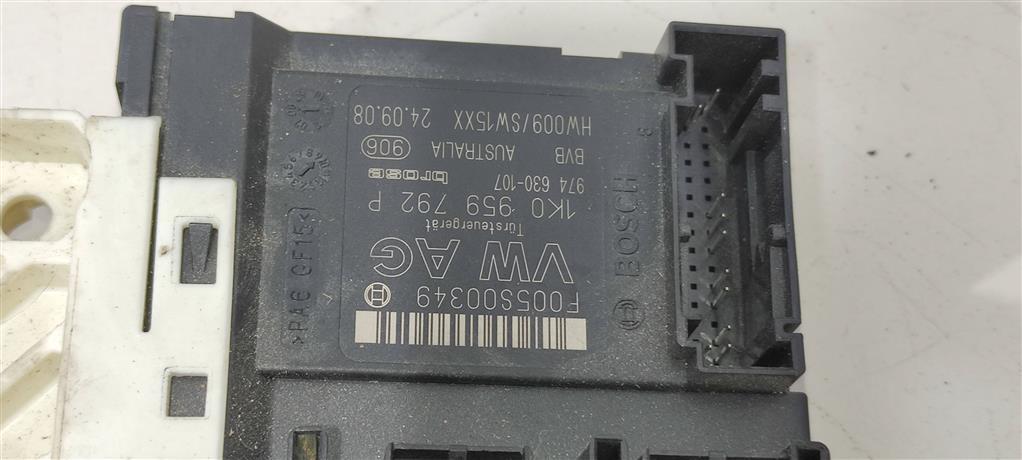 F005S00349
VW AG
Türsteuergerät
1K0 959 792 P
974 630-107 brose
BVB AUSTRALIA 906
HW009/SW15XX 24.09.08
BOSCH
>PA6 GF15<